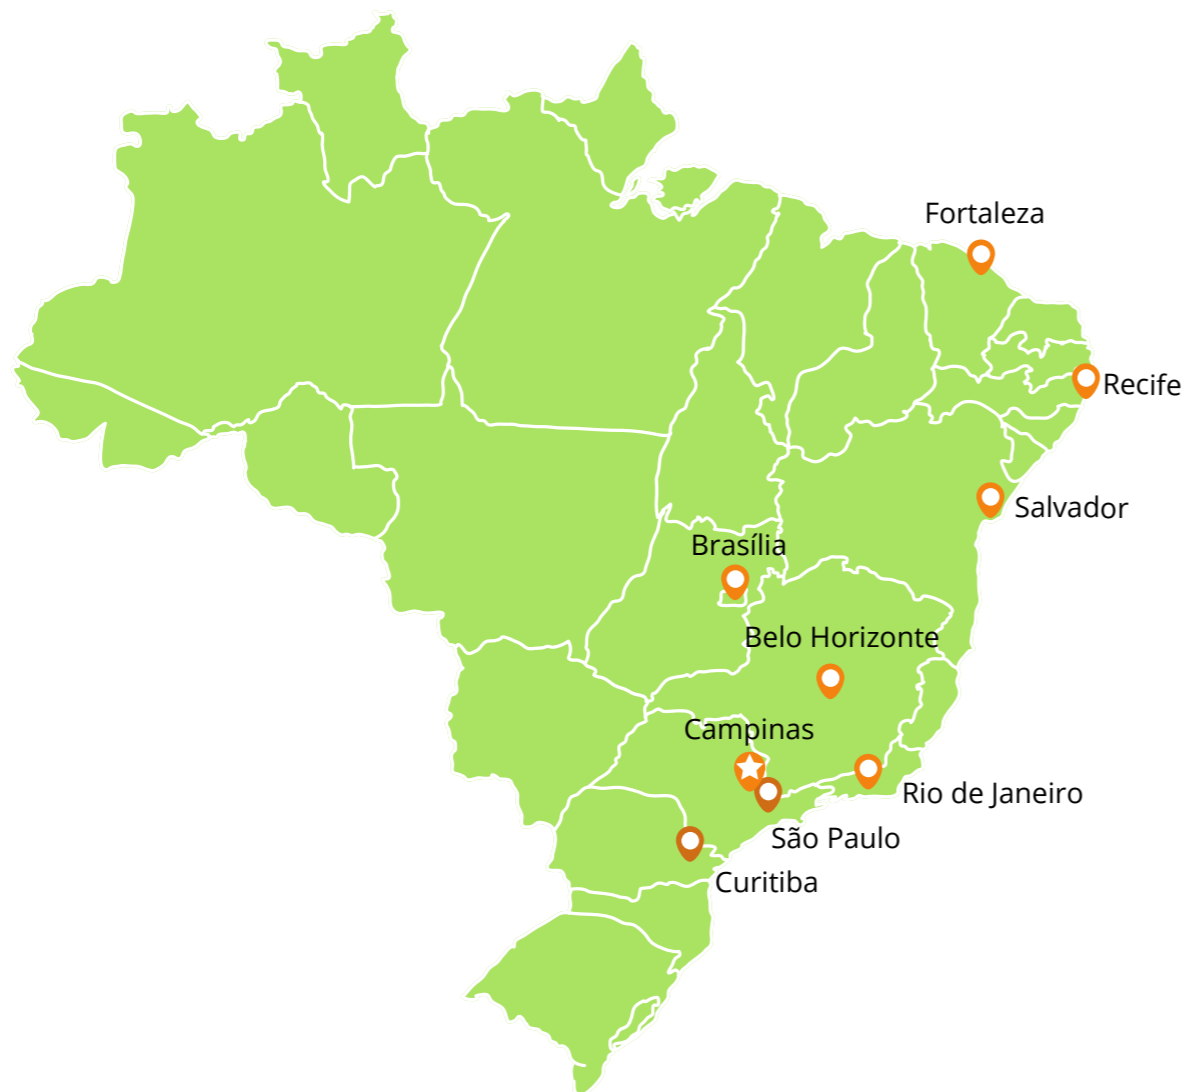 Fortaleza
Recife
Salvador
Brasília
Belo Horizonte
Campinas
Rio de Janeiro
São Paulo
Curitiba